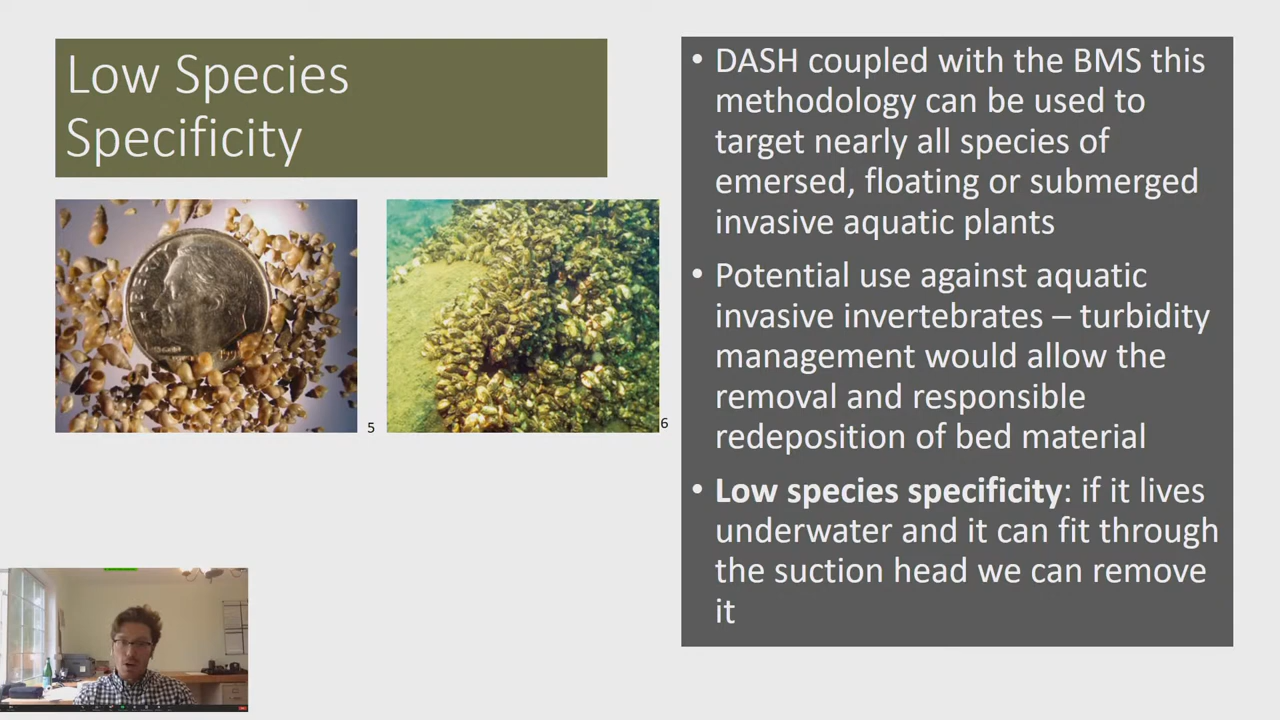 Low Species
Specificity
5
6
• DASH coupled with the BMS this
methodology can be used to
target nearly all species of
emersed, floating or submerged
invasive aquatic plants
• Potential use against aquatic
invasive invertebrates – turbidity
management would allow the
removal and responsible
redeposition of bed material
• Low species specificity: if it lives
underwater and it can fit through
the suction head we can remove
it